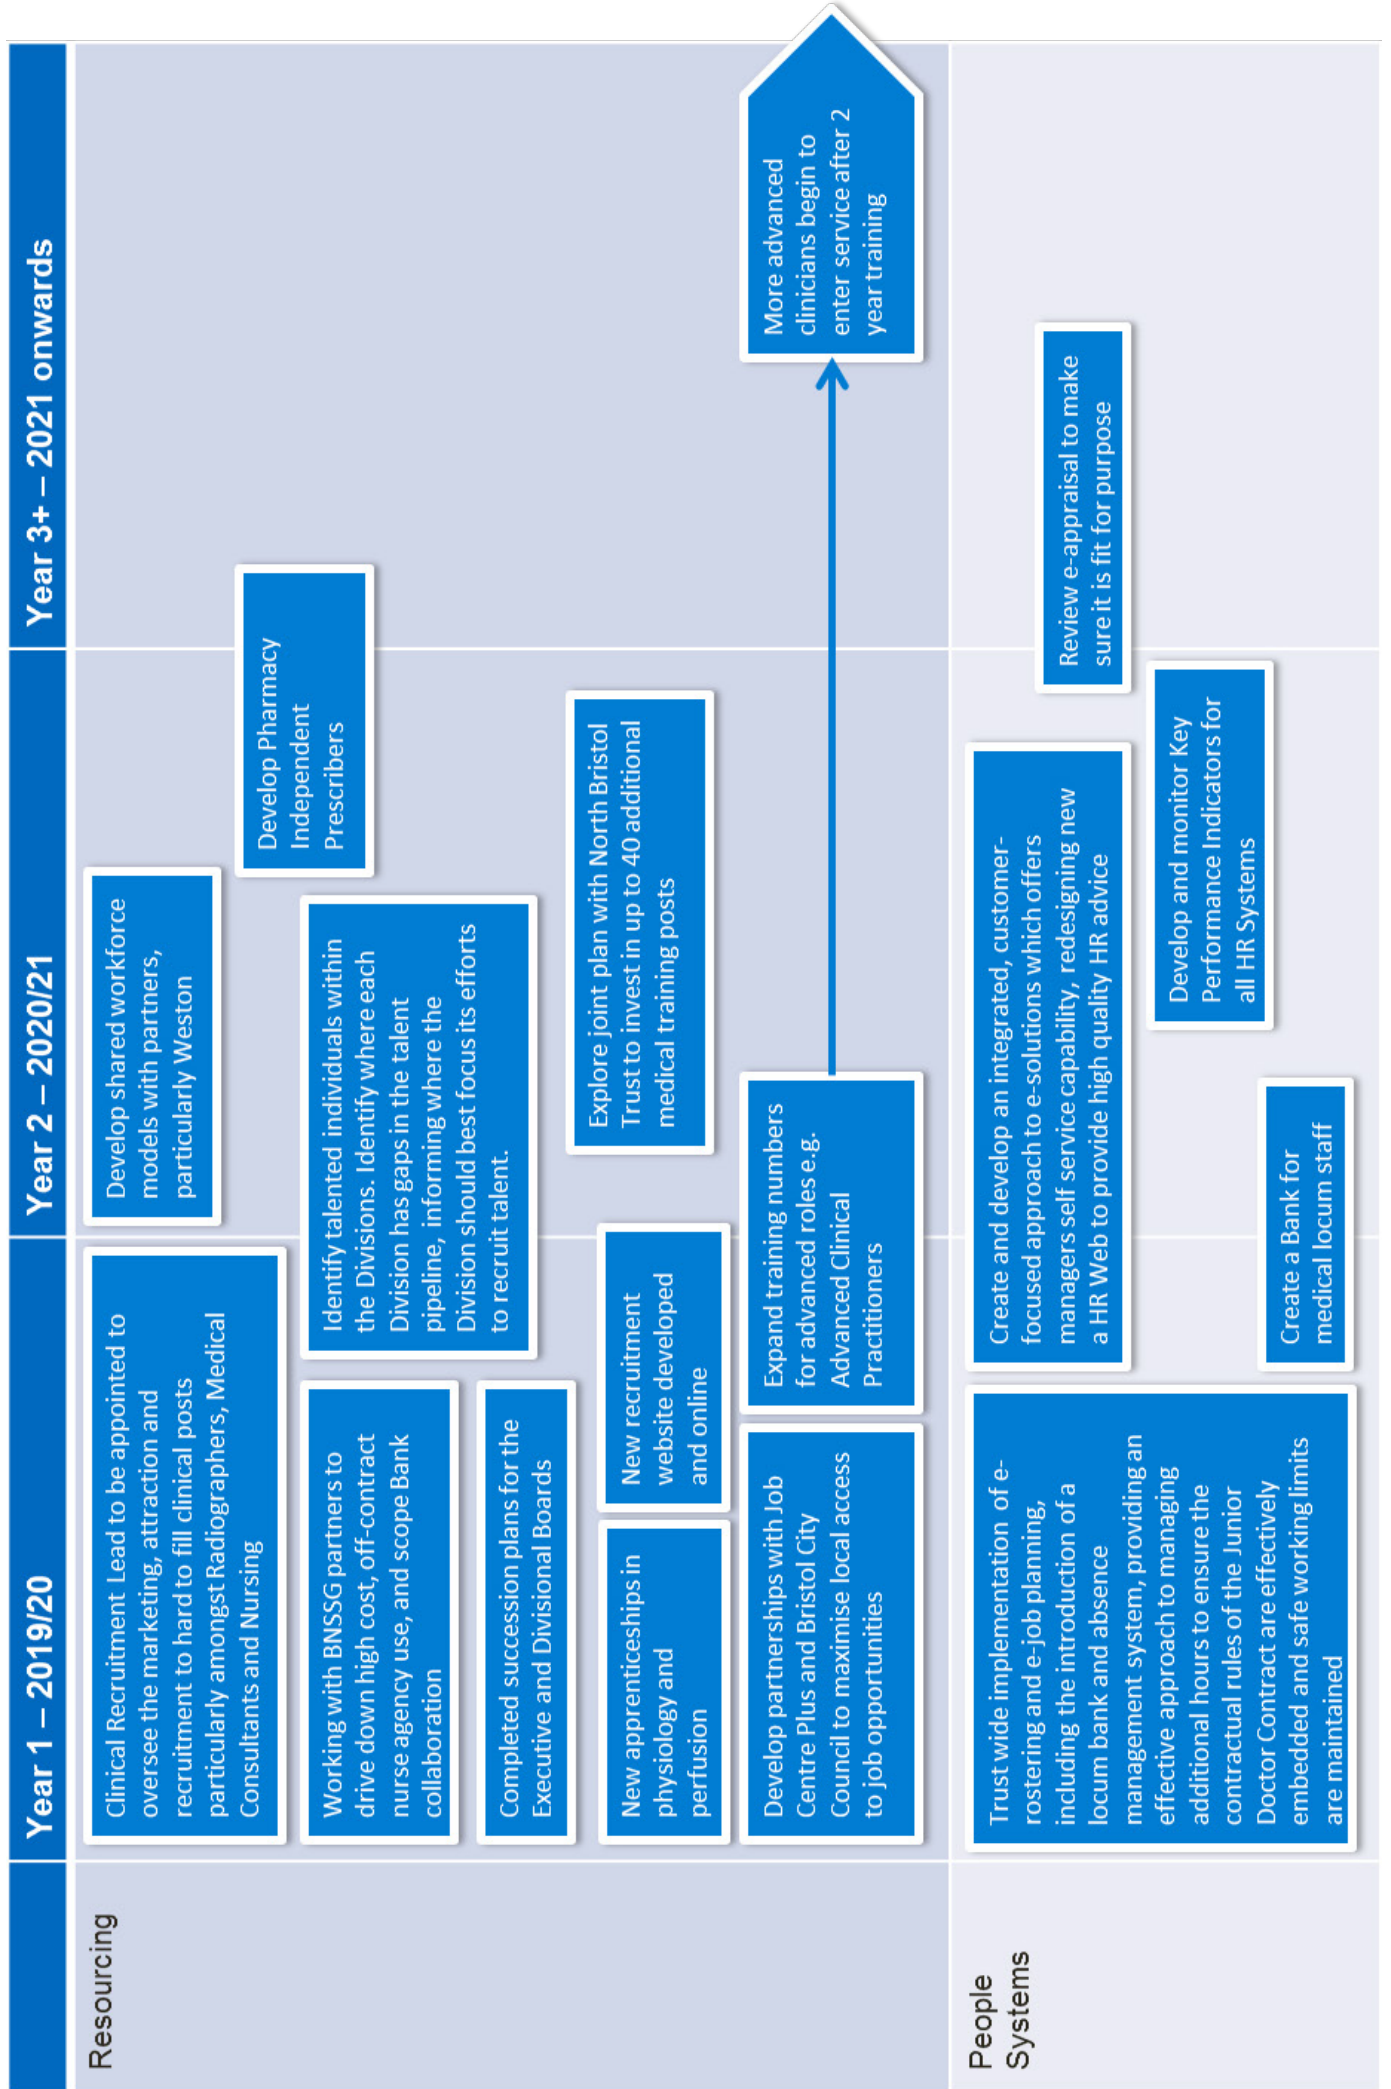 Year 1 – 2019/20
Year 2 – 2020/21
Year 3+ – 2021 onwards
Resourcing
Clinical Recruitment Lead to be appointed to
oversee the marketing, attraction and
recruitment to hard to fill clinical posts
particularly amongst Radiographers, Medical
Consultants and Nursing
Develop shared workforce
models with partners,
particularly Weston
Develop Pharmacy
Independent
Prescribers
Working with BNSSG partners to
drive down high cost, off-contract
nurse agency use, and scope Bank
collaboration
Identify talented individuals within
the Divisions. Identify where each
Division has gaps in the talent
pipeline, informing where the
Division should best focus its efforts
to recruit talent.
Completed succession plans for the
Executive and Divisional Boards
Explore joint plan with North Bristol
Trust to invest in up to 40 additional
medical training posts
New apprenticeships in
physiology and
perfusion
New recruitment
website developed
and online
Develop partnerships with Job
Centre Plus and Bristol City
Council to maximise local access
to job opportunities
Expand training numbers
for advanced roles e.g.
Advanced Clinical
Practitioners
More advanced
clinicians begin to
enter service after 2
year training
People
Systems
Trust wide implementation of e-
rostering and e-job planning,
including the introduction of a
locum bank and absence
management system, providing an
effective approach to managing
additional hours to ensure the
contractual rules of the Junior
Doctor Contract are effectively
embedded and safe working limits
are maintained
Create and develop an integrated, customer-
focused approach to e-solutions which offers
managers self service capability, redesigning new
a HR Web to provide high quality HR advice
Review e-appraisal to make
sure it is fit for purpose
Develop and monitor Key
Performance Indicators for
all HR Systems
Create a Bank for
medical locum staff